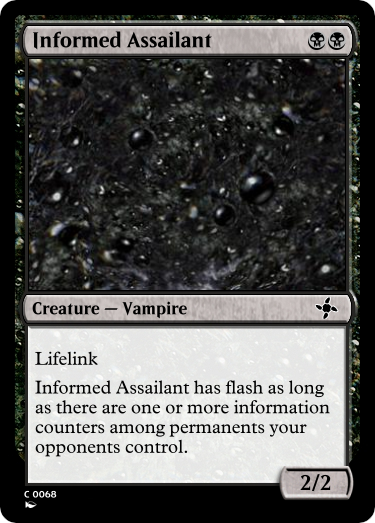 Informed Assailant
Creature — Vampire
Lifelink
Informed Assailant has flash as long
as there are one or more information
counters among permanents your
opponents control.
2/2
C 0068